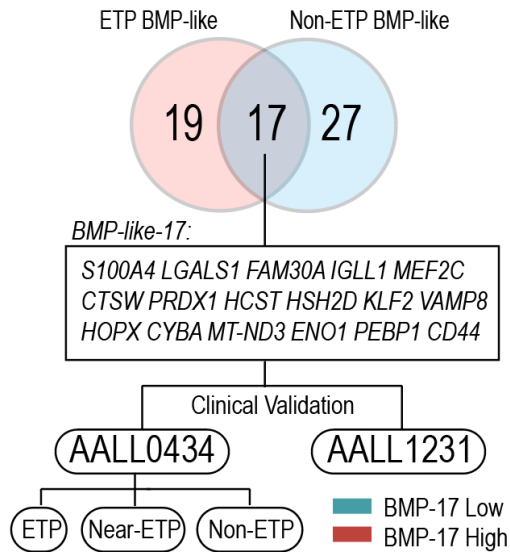 ETP BMP-like Non-ETP BMP-like
19 17 27
BMP-like-17:
S100A4 LGALS1 FAM30A IGLL1 MEF2C
CTSW PRDX1 HCST HSH2D KLF2 VAMP8
HOPX CYBA MT-ND3 ENO1 PEBP1 CD44
Clinical Validation
AALL0434 AALL1231
ETP Near-ETP Non-ETP
BMP-17 Low
BMP-17 High